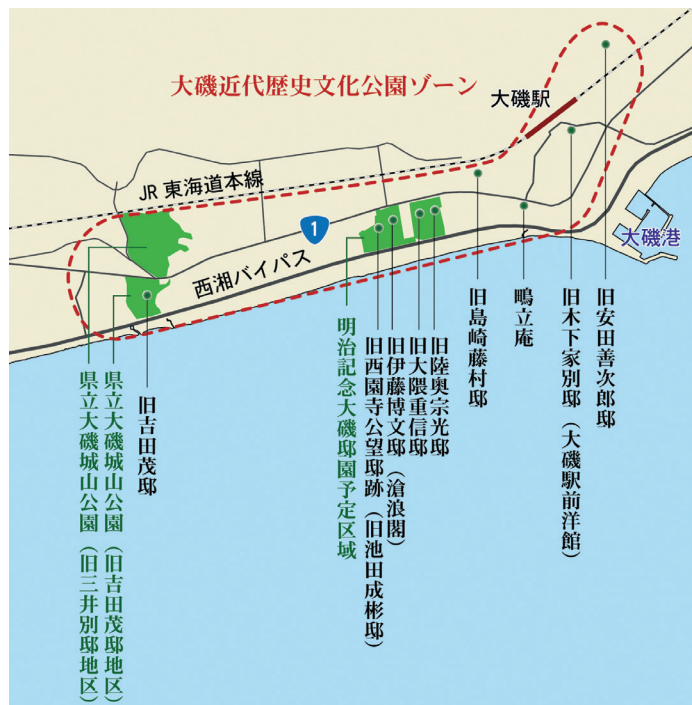 大磯近代歴史文化公園ゾーン
大磯駅
JR東海道本線
1
西湘バイパス
大磯港
旧安田善次郎邸
旧木下家別邸（大磯駅前洋館）
鴫立庵
旧島崎藤村邸
旧陸奥宗光邸
旧大隈重信邸
旧伊藤博文邸（滄浪閣）
旧西園寺公望邸跡（旧池田成彬邸）
明治記念大磯邸園予定区域
旧吉田茂邸
県立大磯城山公園（旧吉田茂邸地区）
県立大磯城山公園（旧三井別邸地区）